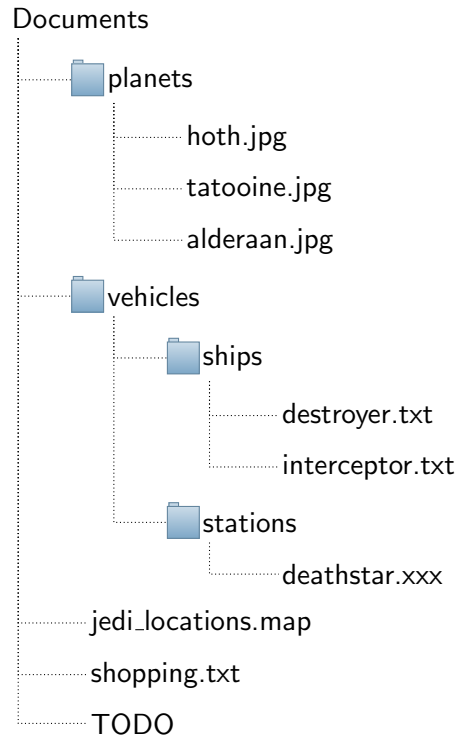 Documents
planets
hoth.jpg
tatooine.jpg
alderaan.jpg
vehicles
ships
destroyer.txt
interceptor.txt
stations
deathstar.xxx
jedi_locations.map
shopping.txt
TODO